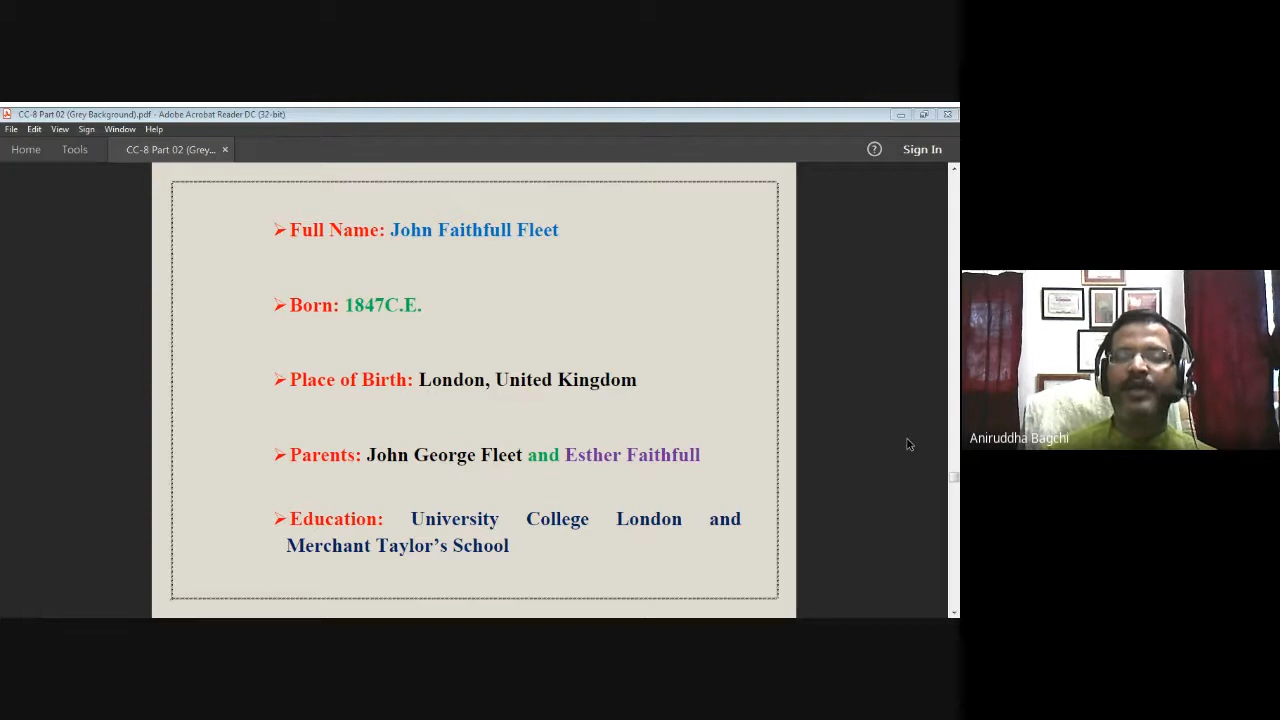 CC-8 Part 02 (Grey Background).pdf - Adobe Acrobat Reader DC (32-bit)
File Edit View Sign Window Help
Home Tools CC-8 Part 02 (Grey... × Sign In
➢Full Name: John Faithfull Fleet
➢Born: 1847C.E.
➢Place of Birth: London, United Kingdom
➢Parents: John George Fleet and Esther Faithfull
➢Education: University College London and
Merchant Taylor’s School
Aniruddha Bagchi